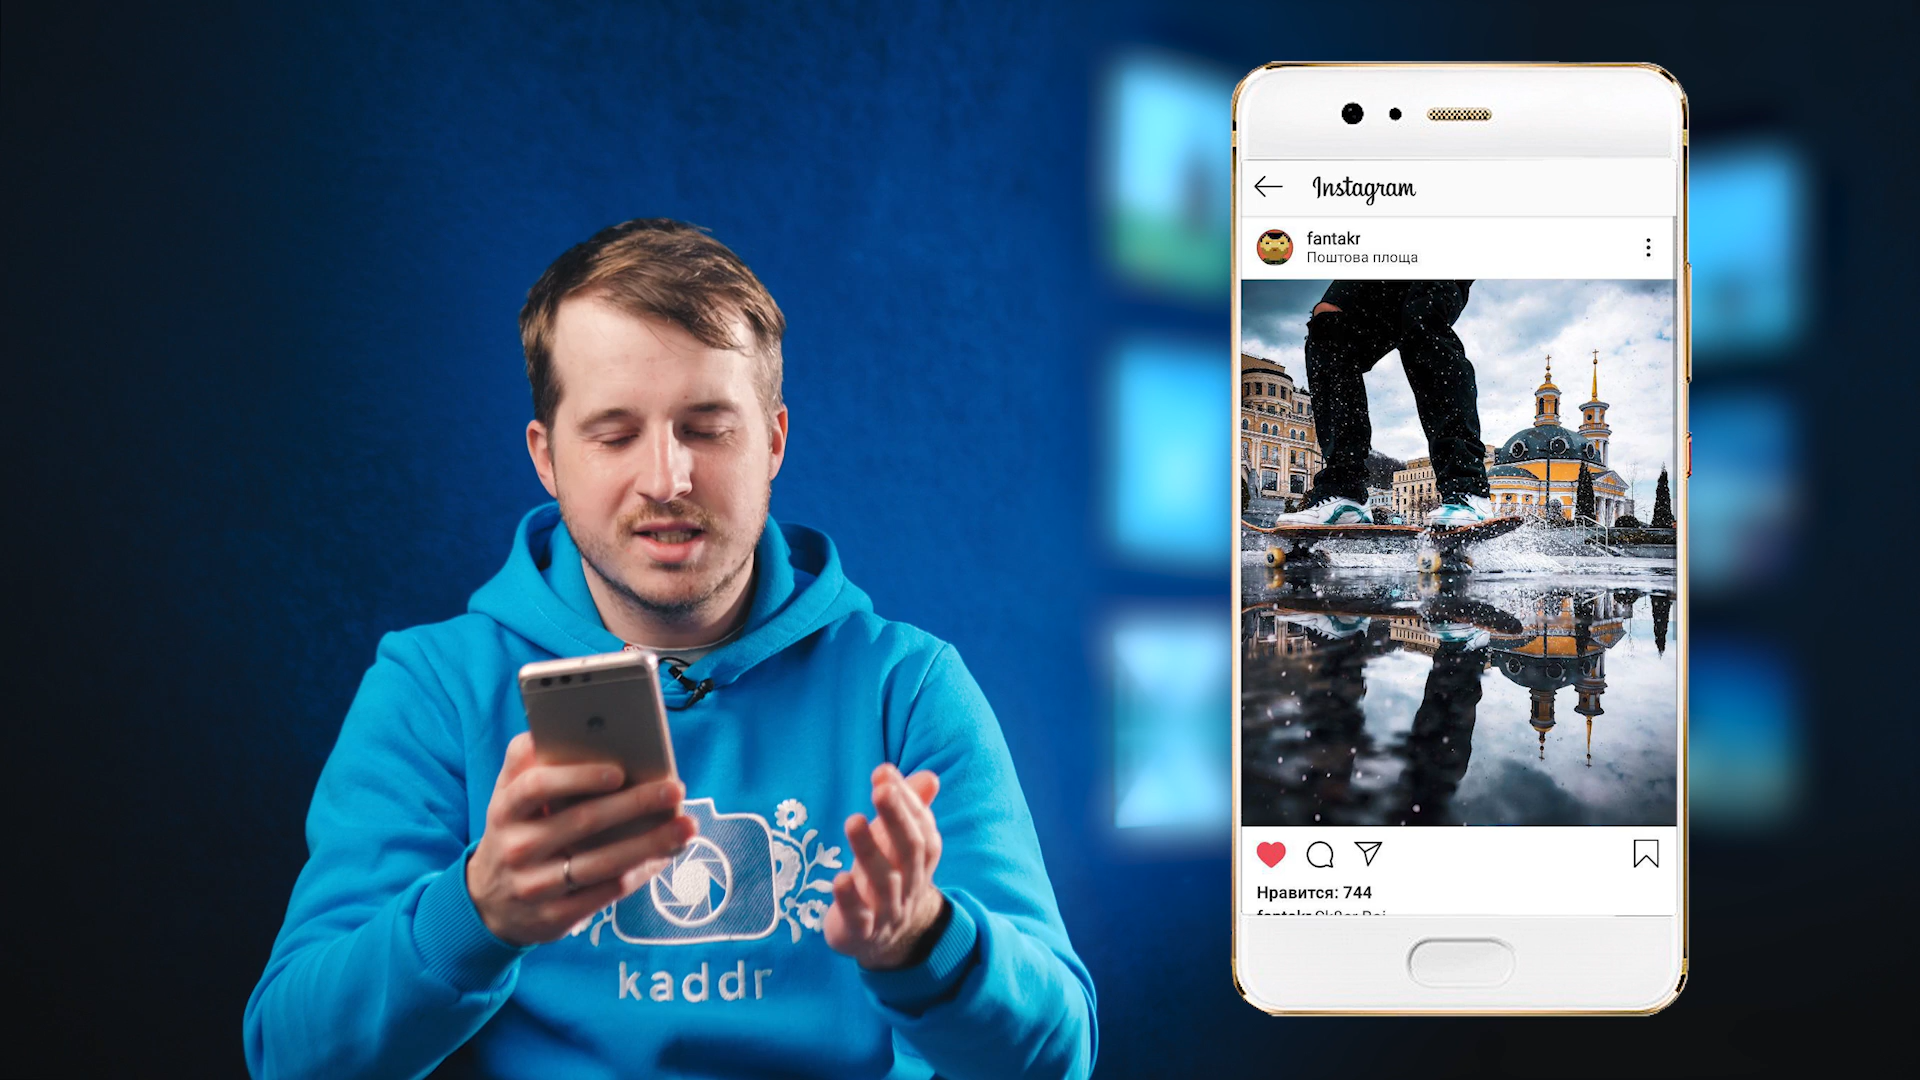 kaddr
Instagram
fantakr
Поштова площа
Нравится: 744